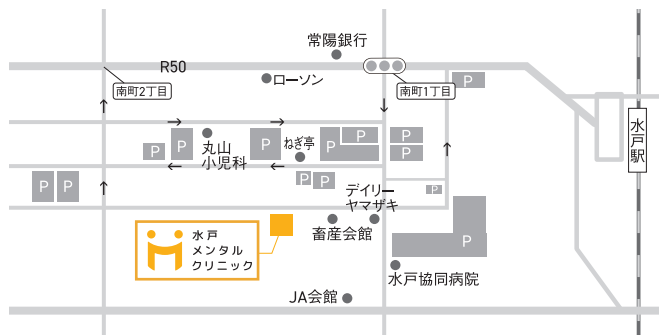 常陽銀行
R50
ローソン
P
南町2丁目
南町1丁目
水戸駅
P
P
P
P
P
P
P
丸山
小児科
ねぎ亭
P
P
P
P
P
P
デイリー
ヤマザキ
水戸
メンタル
クリニック
畜産会館
P
水戸協同病院
JA会館